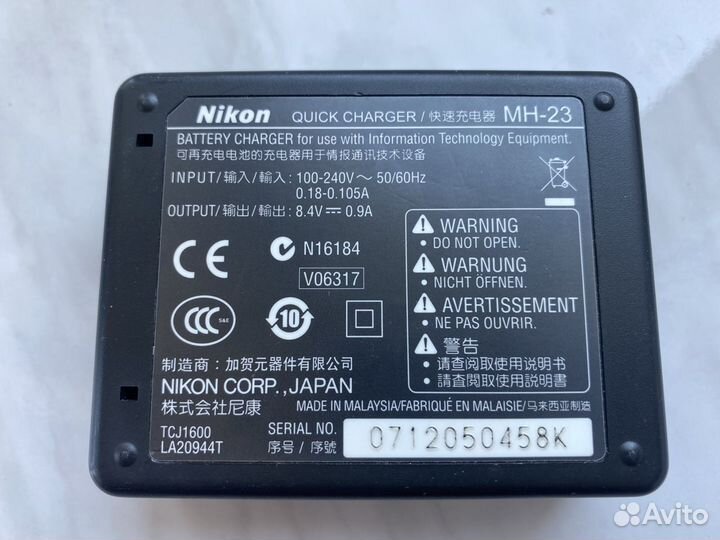 Nikon QUICK CHARGER / 快速充电器 MH-23
BATTERY CHARGER for use with Information Technology Equipment.
可再充电电池的充电器用于情报通讯技术设备
INPUT/输入/輸入: 100-240V～ 50/60Hz
0.18-0.105A
OUTPUT/输出/輸出: 8.4V⎓ 0.9A
CE
N16184
V06317
CCC S&E
10
WARNING
• DO NOT OPEN.
WARNUNG
• NICHT ÖFFNEN.
AVERTISSEMENT
• NE PAS OUVRIR.
警告
• 请查阅取使用说明书
• 請查閱取使用說明書
制造商：加贺元器件有限公司
NIKON CORP., JAPAN
株式会社尼康
MADE IN MALAYSIA/FABRIQUÉ EN MALAISIE/马来西亚制造
TCJ1600
LA20944T
SERIAL NO.
序号 / 序號
0712050458K
Avito